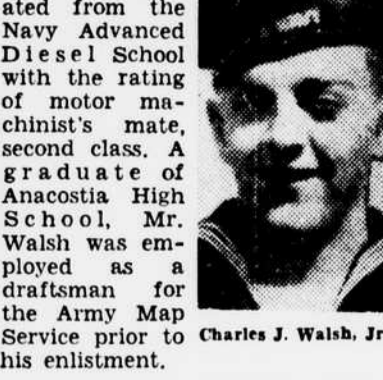 ated from the
Navy Advanced
Diesel School
with the rating
of motor ma-
chinist's mate,
second class. A
graduate of
Anacostia High
School, Mr.
Walsh was em-
ployed as a
draftsman for
the Army Map
Service prior to
his enlistment.
Charles J. Walsh, Jr